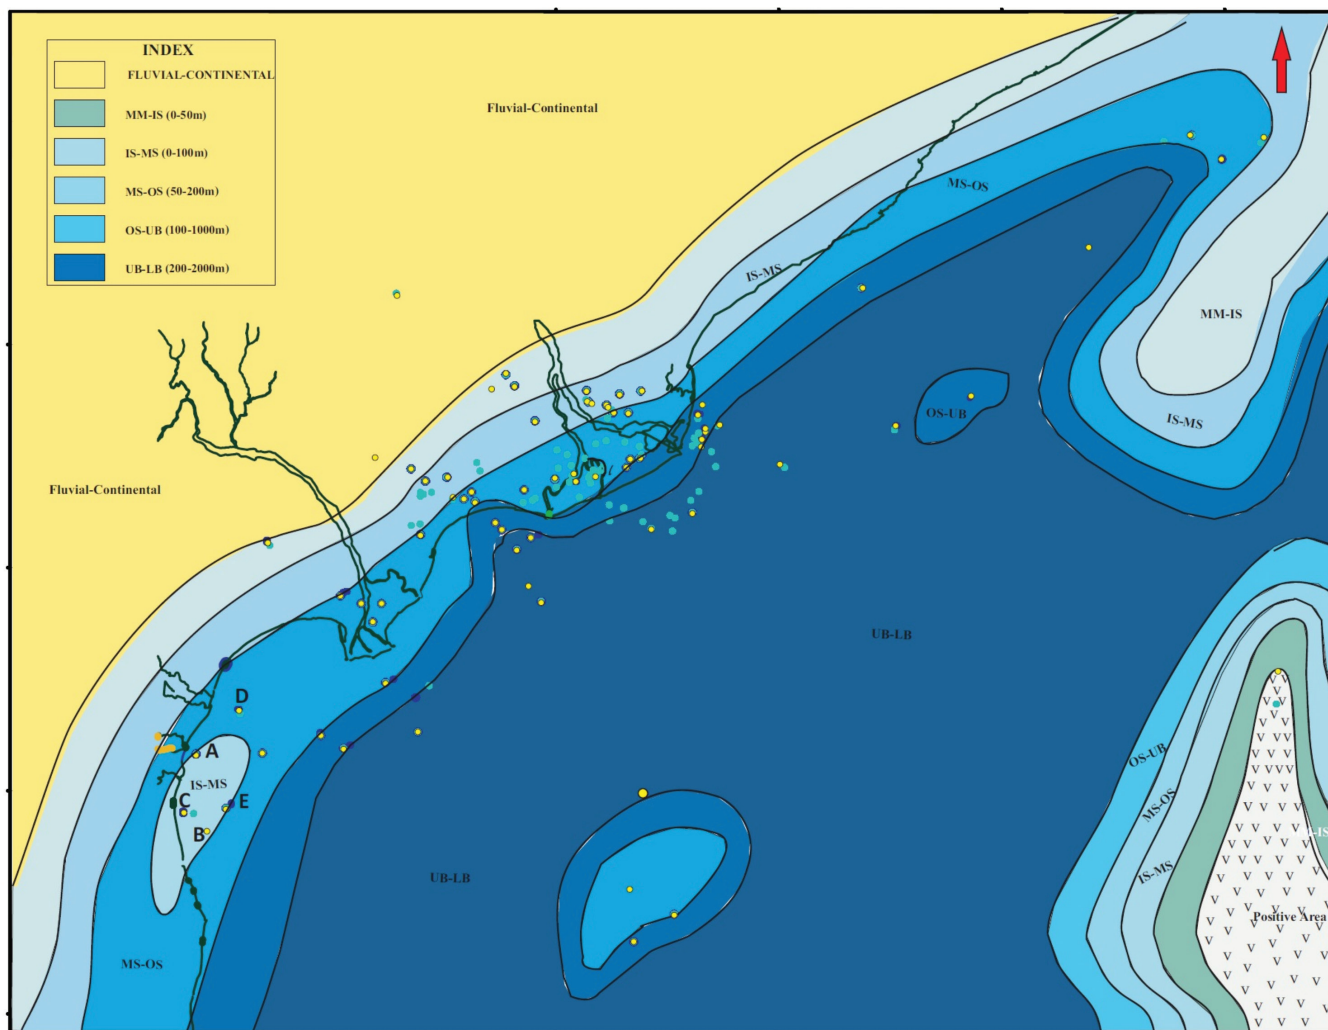 INDEX
FLUVIAL-CONTINENTAL
MM-IS (0-50m)
IS-MS (0-100m)
MS-OS (50-200m)
OS-UB (100-1000m)
UB-LB (200-2000m)
Fluvial-Continental
MS-OS
IS-MS
MM-IS
OS-UB
IS-MS
Fluvial-Continental
UB-LB
D
A
IS-MS
C
E
B
OS-UB
MS-OS
IS-MS
UB-LB
Positive Area
MS-OS